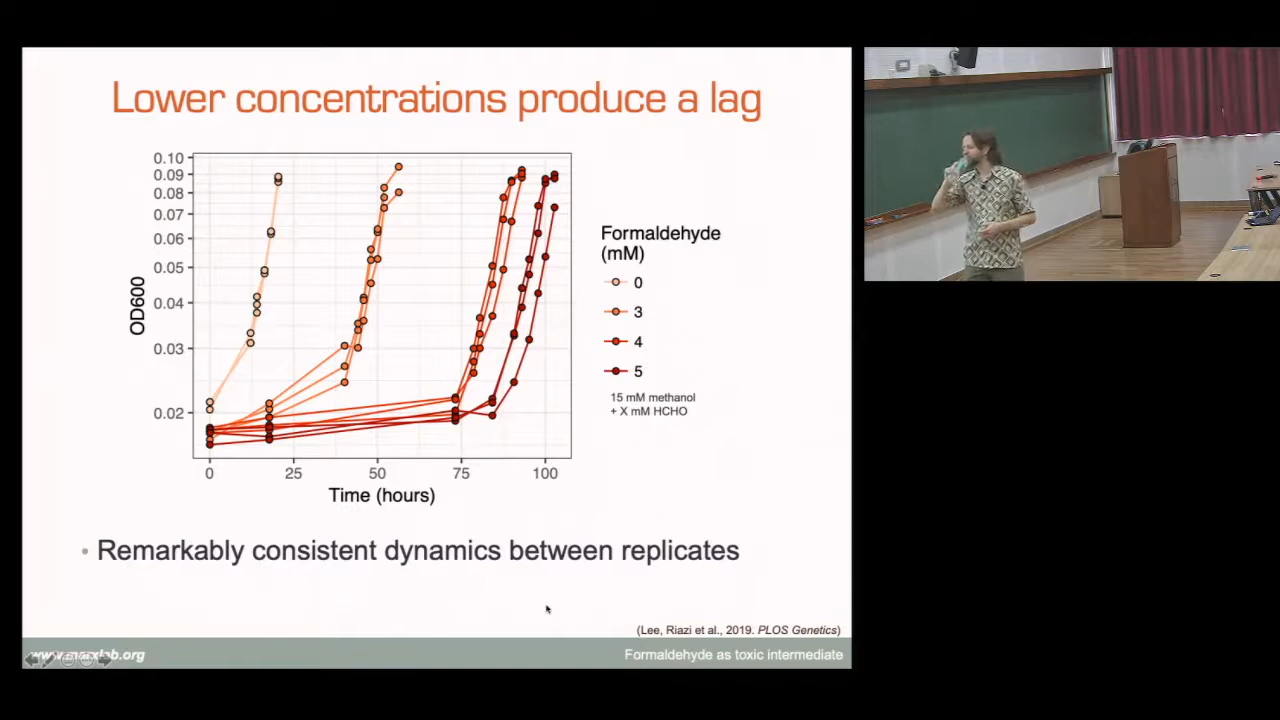 Lower concentrations produce a lag
0.10
0.09
0.08
0.07
0.06
0.05
0.04
0.03
0.02
OD600
0 25 50 75 100
Time (hours)
Formaldehyde
(mM)
0
3
4
5
15 mM methanol
+ X mM HCHO
• Remarkably consistent dynamics between replicates
(Lee, Riazi et al., 2019. PLOS Genetics)
www.marxlab.org
Formaldehyde as toxic intermediate